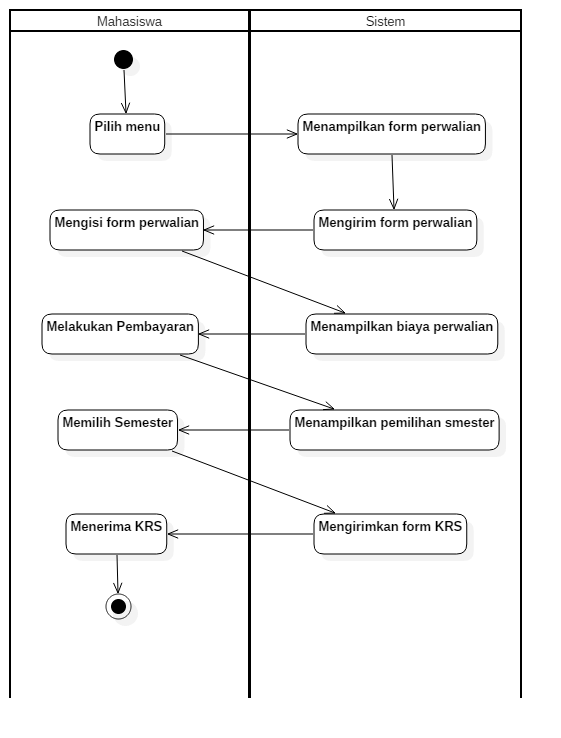 Mahasiswa
Sistem
Pilih menu
Menampilkan form perwalian
Mengisi form perwalian
Mengirim form perwalian
Melakukan Pembayaran
Menampilkan biaya perwalian
Memilih Semester
Menampilkan pemilihan smester
Menerima KRS
Mengirimkan form KRS